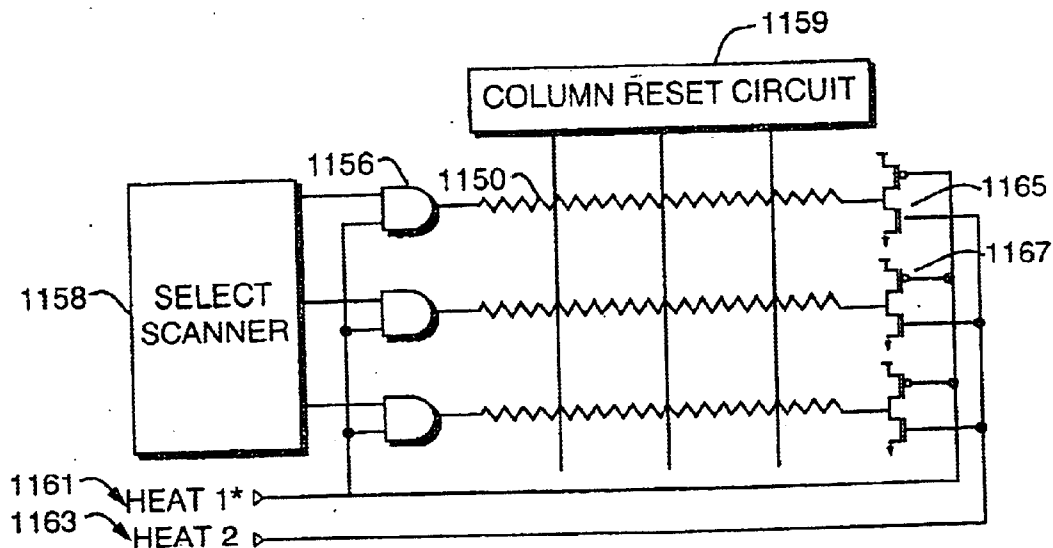 1159
COLUMN RESET CIRCUIT
1156
1150
1165
1167
1158
SELECT
SCANNER
1161
HEAT 1*
1163
HEAT 2